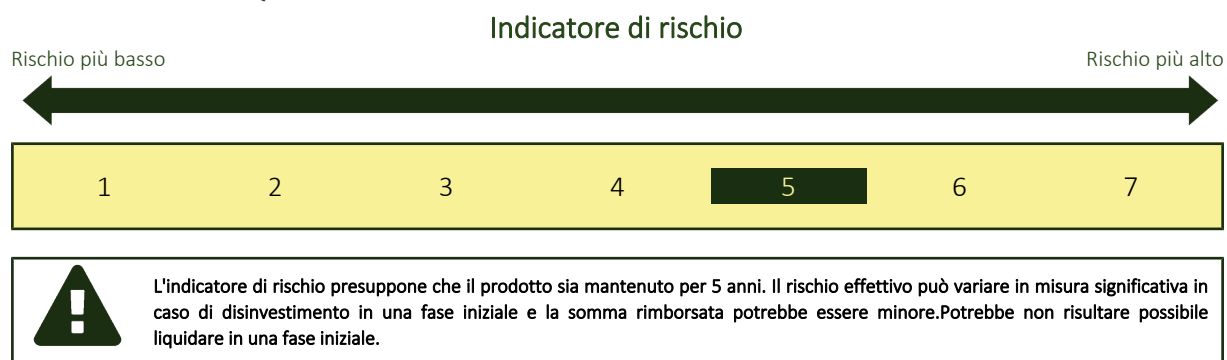 Indicatore di rischio
Rischio più basso
Rischio più alto
1 2 3 4 5 6 7
L'indicatore di rischio presuppone che il prodotto sia mantenuto per 5 anni. Il rischio effettivo può variare in misura significativa in
caso di disinvestimento in una fase iniziale e la somma rimborsata potrebbe essere minore.Potrebbe non risultare possibile
liquidare in una fase iniziale.